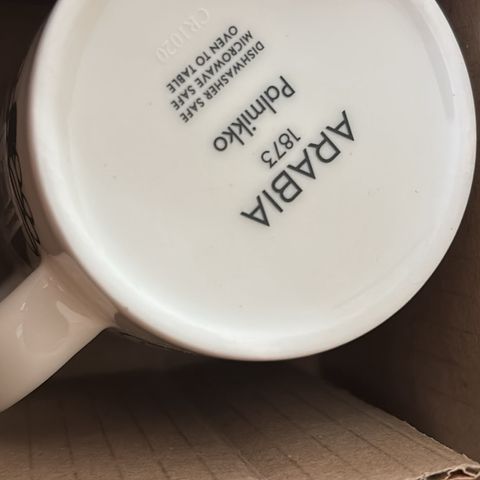 ARABIA
1873
Palmikko
OVEN TO TABLE
MICROWAVE SAFE
DISHWASHER SAFE
CR1020